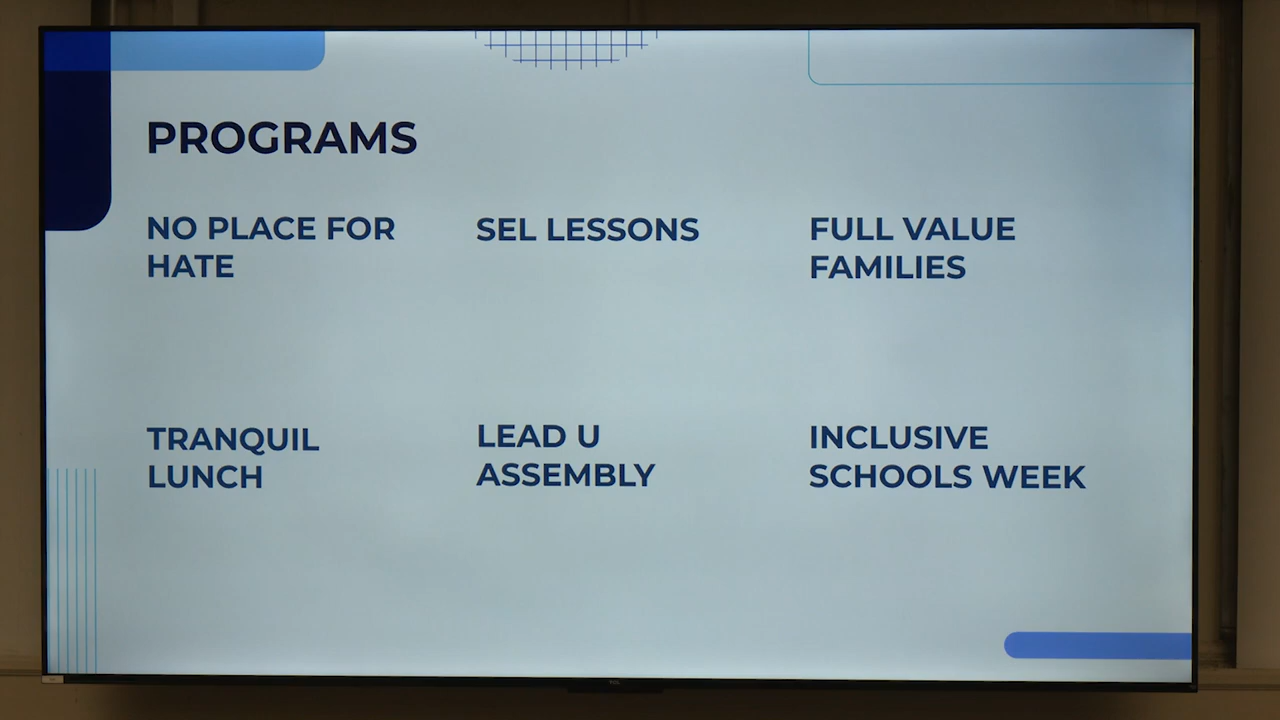 PROGRAMS
NO PLACE FOR
HATE
SEL LESSONS
FULL VALUE
FAMILIES
TRANQUIL
LUNCH
LEAD U
ASSEMBLY
INCLUSIVE
SCHOOLS WEEK